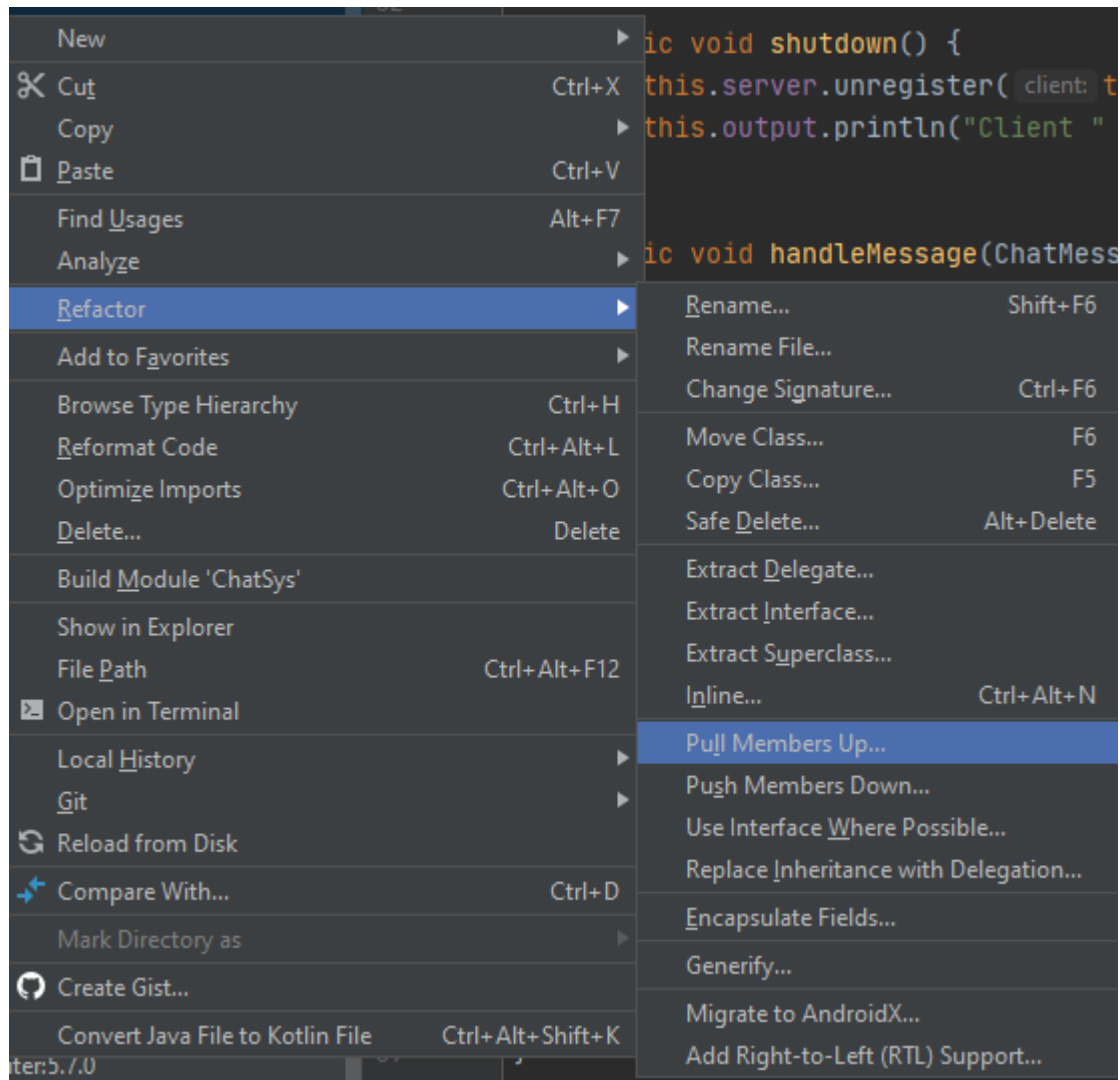 New
Cut Ctrl+X
Copy
Paste Ctrl+V
Find Usages Alt+F7
Analyze
Refactor
Add to Favorites
Browse Type Hierarchy Ctrl+H
Reformat Code Ctrl+Alt+L
Optimize Imports Ctrl+Alt+O
Delete... Delete
Build Module 'ChatSys'
Show in Explorer
File Path Ctrl+Alt+F12
Open in Terminal
Local History
Git
Reload from Disk
Compare With... Ctrl+D
Mark Directory as
Create Gist...
Convert Java File to Kotlin File Ctrl+Alt+Shift+K
ter:5.7.0
ic void shutdown() {
this.server.unregister( client: t
this.output.println("Client "
ic void handleMessage(ChatMess
Rename... Shift+F6
Rename File...
Change Signature... Ctrl+F6
Move Class... F6
Copy Class... F5
Safe Delete... Alt+Delete
Extract Delegate...
Extract Interface...
Extract Superclass...
Inline... Ctrl+Alt+N
Pull Members Up...
Push Members Down...
Use Interface Where Possible...
Replace Inheritance with Delegation...
Encapsulate Fields...
Generify...
Migrate to AndroidX...
Add Right-to-Left (RTL) Support...
}